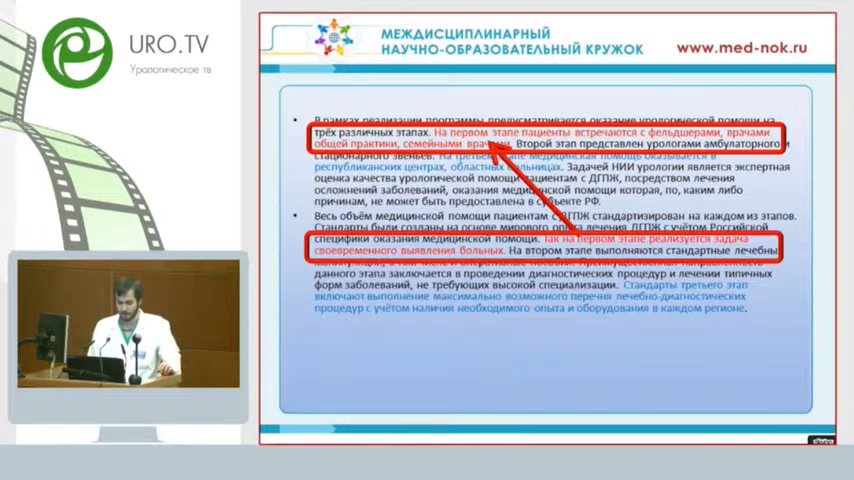 URO.TV
Урологическое тв
МЕЖДИСЦИПЛИНАРНЫЙ
НАУЧНО-ОБРАЗОВАТЕЛЬНЫЙ КРУЖОК
www.med-nok.ru
• В рамках реализации программы предусматривается оказание урологической помощи на
трёх различных этапах. На первом этапе пациенты встречаются с фельдшерами, врачами
общей практики, семейными врачами. Второй этап представлен урологами амбулаторного и
стационарного звеньев. На третьем этапе медицинская помощь оказывается в
республиканских центрах, областных больницах. Задачей НИИ урологии является экспертная
оценка качества урологической помощи пациентам с ДГПЖ, посредством лечения
осложнений заболеваний, оказания медицинской помощи которая, по, каким либо
причинам, не может быть предоставлена в субъекте РФ.
• Весь объём медицинской помощи пациентам с ДГПЖ стандартизирован на каждом из этапов.
Стандарты были созданы на основе мирового опыта лечения ДГПЖ с учётом Российской
специфики оказания медицинской помощи. Так на первом этапе реализуется задача
своевременного выявления больных. На втором этапе выполняются стандартные лечебны
данного этапа заключается в проведении диагностических процедур и лечении типичных
форм заболеваний, не требующих высокой специализации. Стандарты третьего этап
включают выполнение максимально возможного перечня лечебно-диагностических
процедур с учётом наличия необходимого опыта и оборудования в каждом регионе.